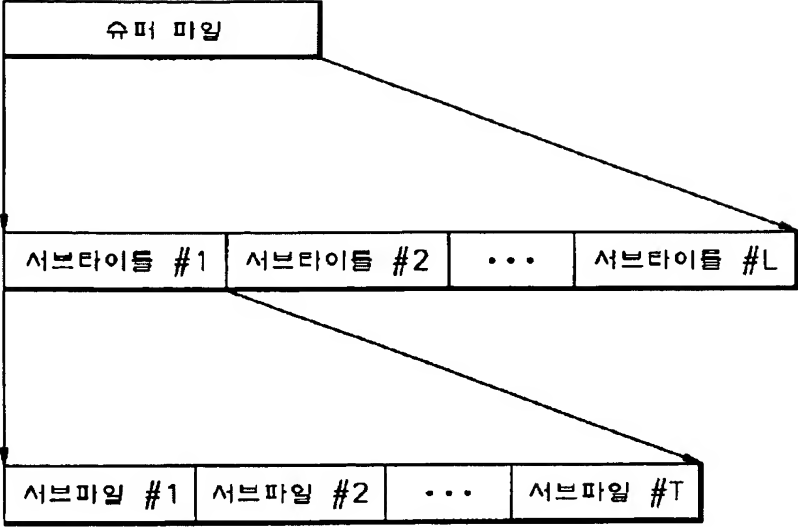 슈퍼 파일
서브타이틀 #1 서브타이틀 #2 ··· 서브타이틀 #L
서브파일 #1 서브파일 #2 ··· 서브파일 #T